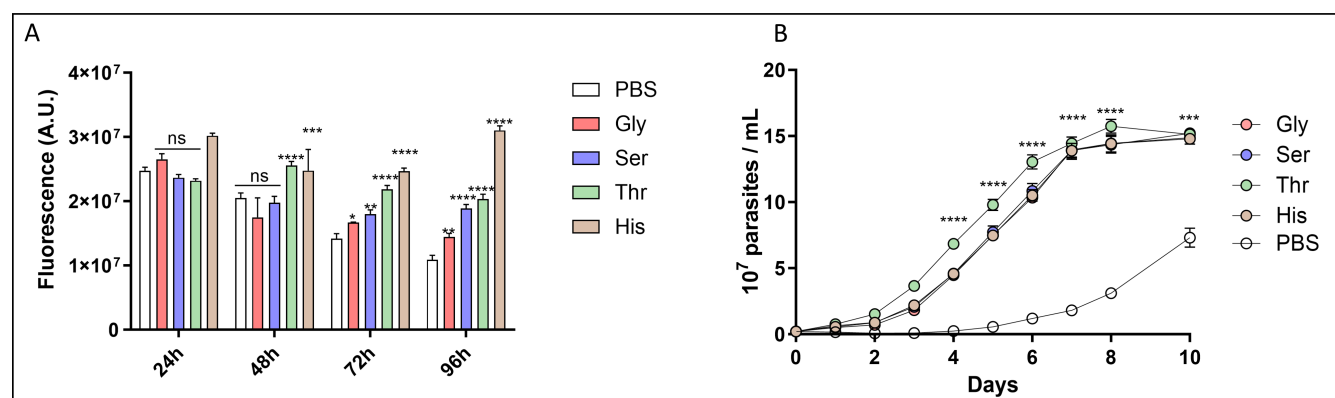 A
Fluorescence (A.U.)
4×10⁷
3×10⁷
2×10⁷
1×10⁷
0
ns
ns
****
***
*
**
****
****
**
****
****
****
24h
48h
72h
96h
PBS
Gly
Ser
Thr
His
B
10⁷ parasites / mL
20
15
10
5
0
****
****
****
****
****
***
0
2
4
6
8
10
Days
Gly
Ser
Thr
His
PBS